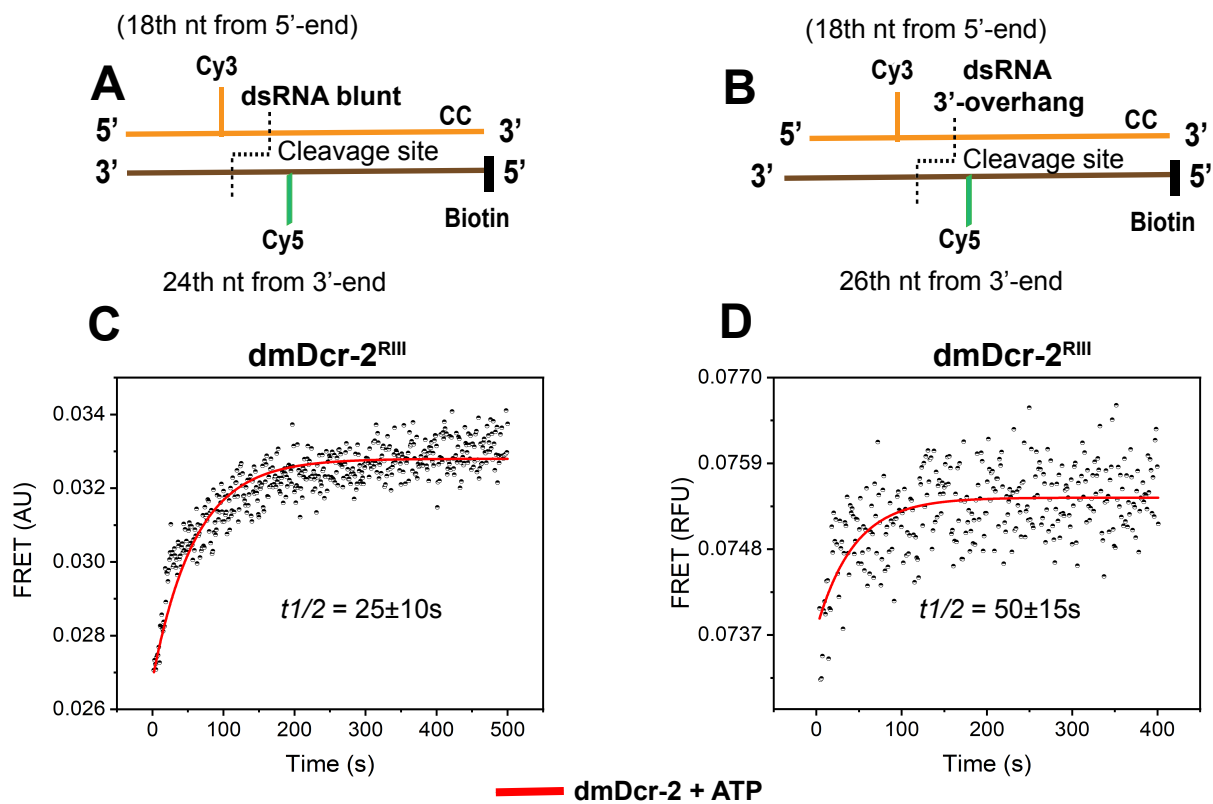 (18th nt from 5’-end)
A
Cy3
dsRNA blunt
CC
5’
3’
Cleavage site
3’
5’
Biotin
Cy5
24th nt from 3’-end
(18th nt from 5’-end)
B
Cy3
dsRNA
3’-overhang
CC
5’
3’
Cleavage site
3’
5’
Biotin
Cy5
26th nt from 3’-end
C
dmDcr-2RIII
FRET (AU)
0.034
0.032
0.030
0.028
0.026
t1/2 = 25±10s
0 100 200 300 400 500
Time (s)
D
dmDcr-2RIII
FRET (RFU)
0.0770
0.0759
0.0748
0.0737
t1/2 = 50±15s
0 100 200 300 400
Time (s)
dmDcr-2 + ATP